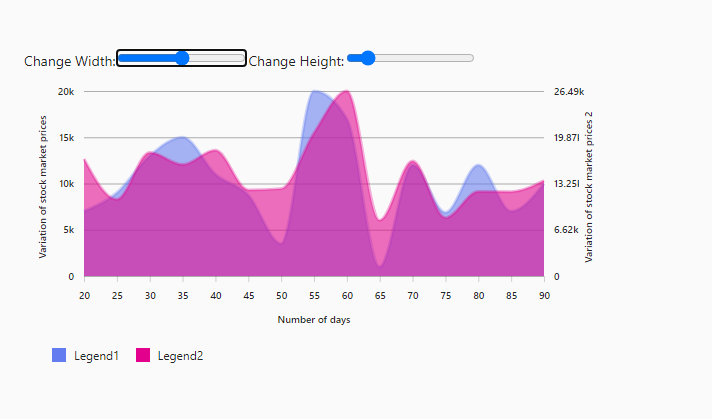 Change Width: Change Height:
20k 26.49k
15k 19.87l
10k 13.25l
5k 6.62k
0 0
Variation of stock market prices
Variation of stock market prices 2
20 25 30 35 40 45 50 55 60 65 70 75 80 85 90
Number of days
Legend1 Legend2